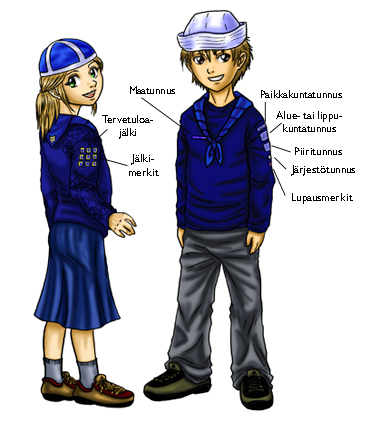 Maatunnus
Paikkakuntatunnus
Alue- tai lippu-
kuntatunnus
Tervetuloa-
jälki
Piiritunnus
Jälki-
merkit
Järjestötunnus
Lupausmerkit